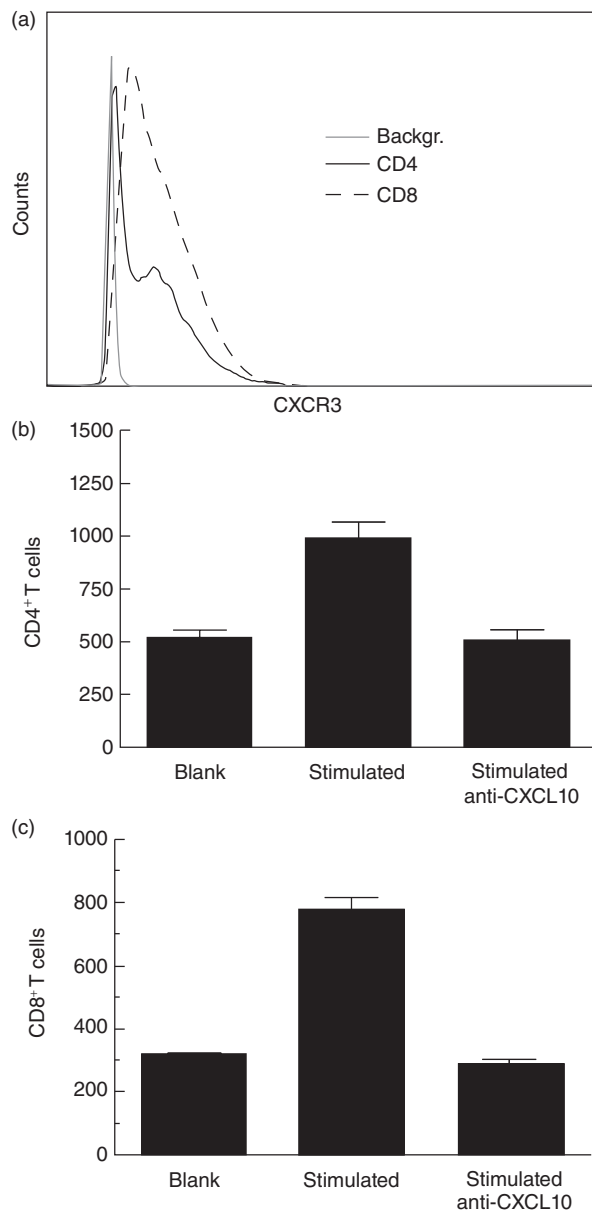 (a)
Counts
Backgr.
CD4
CD8
CXCR3
(b)
CD4+T cells
1500
1250
1000
750
500
250
0
Blank
Stimulated
Stimulated
anti-CXCL10
(c)
CD8+T cells
1000
800
600
400
200
0
Blank
Stimulated
Stimulated
anti-CXCL10